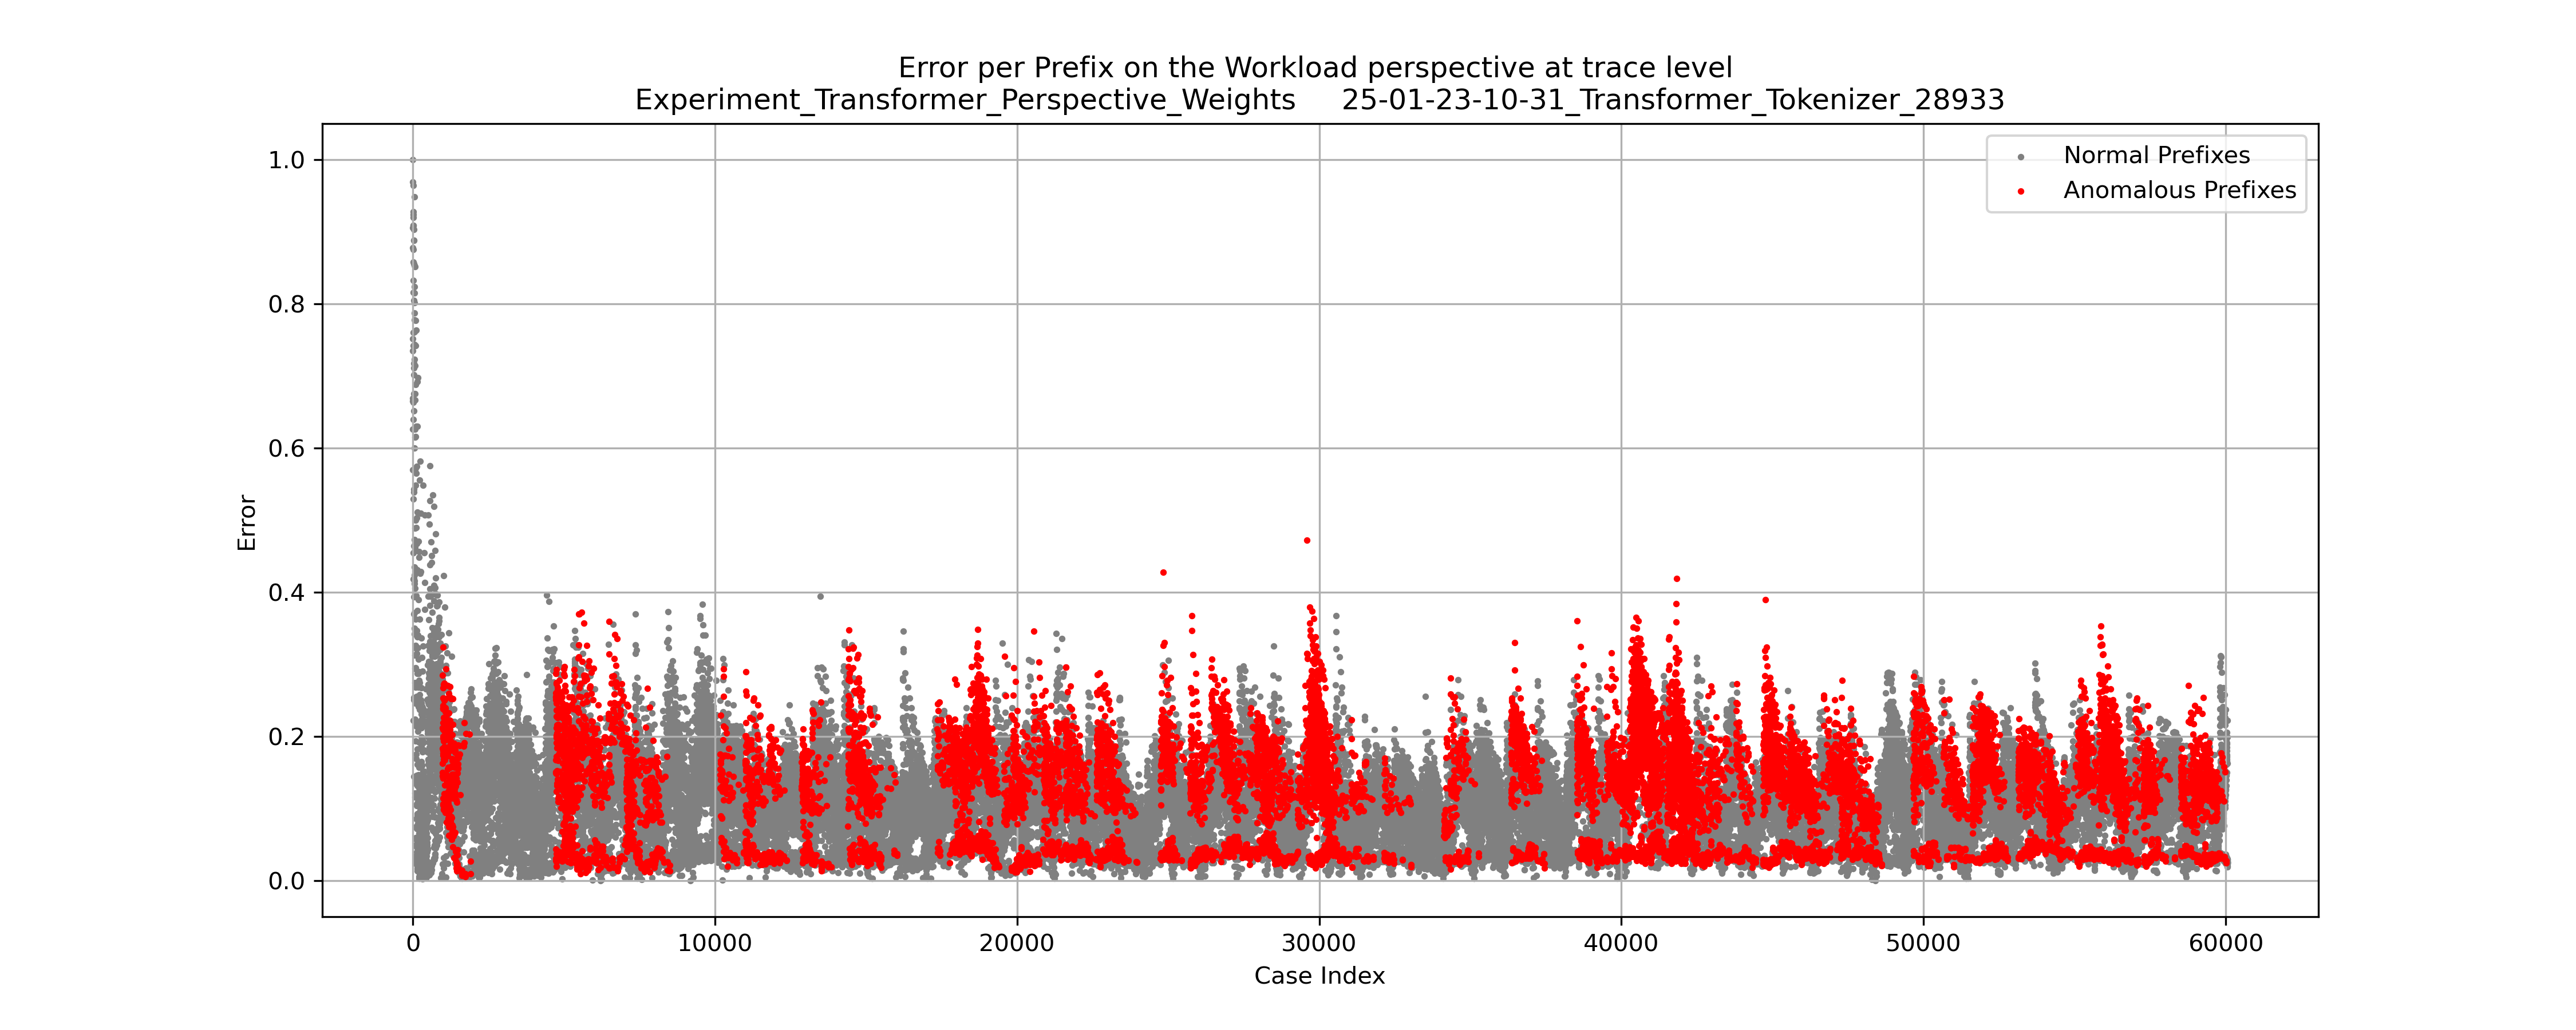 Error per Prefix on the Workload perspective at trace level
Experiment_Transformer_Perspective_Weights     25-01-23-10-31_Transformer_Tokenizer_28933
Normal Prefixes
Anomalous Prefixes
1.0
0.8
0.6
0.4
0.2
0.0
Error
0 10000 20000 30000 40000 50000 60000
Case Index